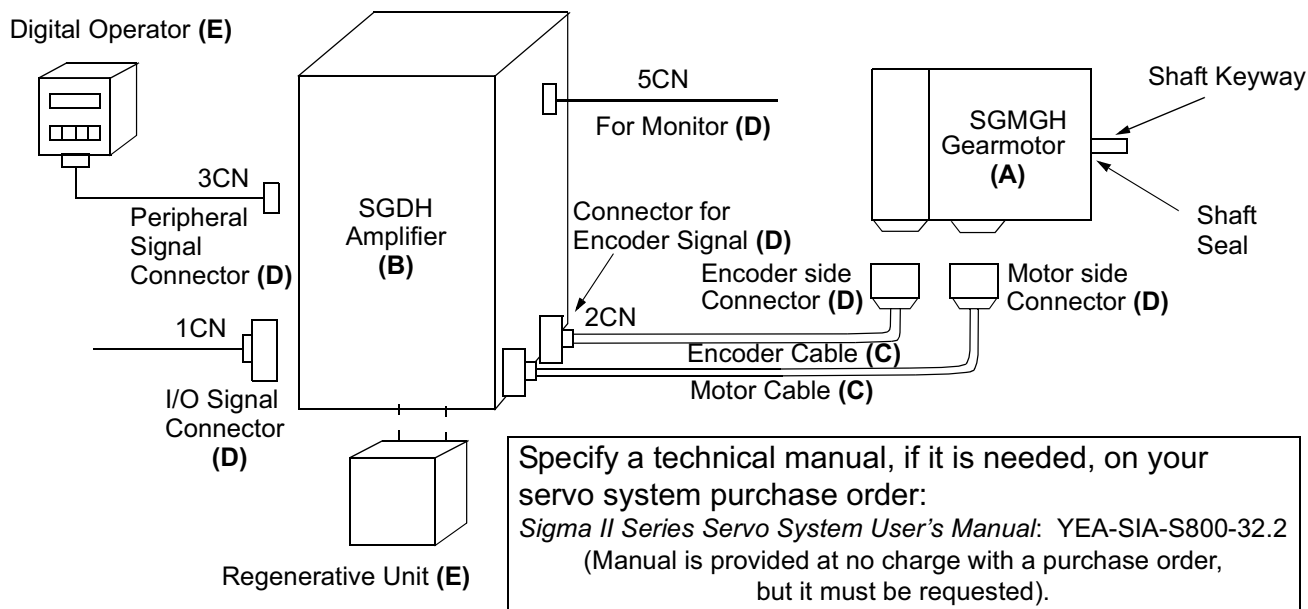 Digital Operator (E)
3CN
Peripheral
Signal
Connector (D)
1CN
I/O Signal
Connector
(D)
SGDH
Amplifier
(B)
Regenerative Unit (E)
5CN
For Monitor (D)
Connector for
Encoder Signal (D)
2CN
Encoder side
Connector (D)
Motor side
Connector (D)
Encoder Cable (C)
Motor Cable (C)
SGMGH
Gearmotor
(A)
Shaft Keyway
Shaft
Seal
Specify a technical manual, if it is needed, on your
servo system purchase order:
Sigma II Series Servo System User's Manual: YEA-SIA-S800-32.2
(Manual is provided at no charge with a purchase order,
but it must be requested).